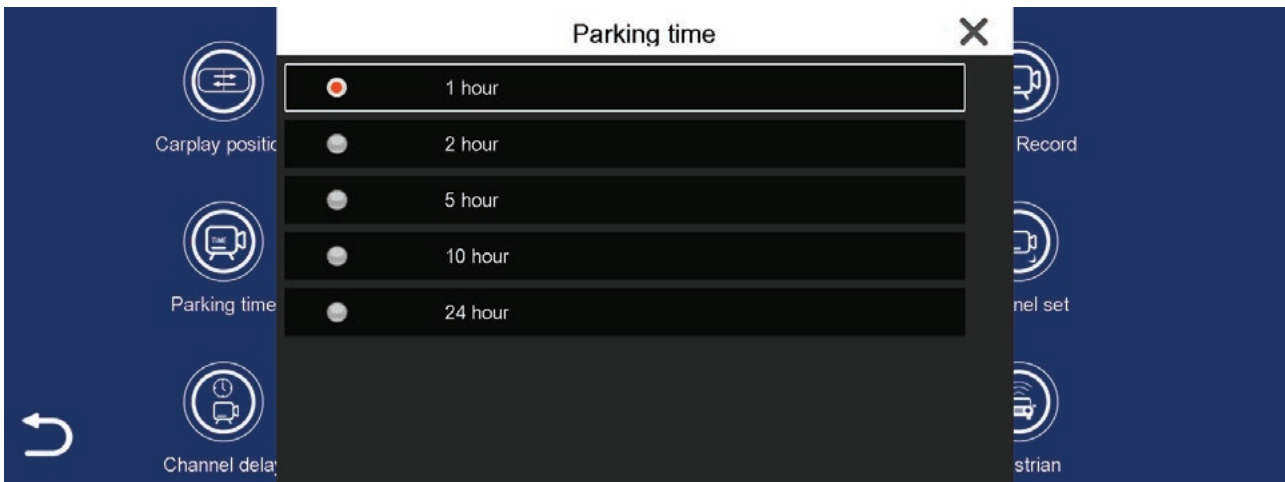 Parking time
1 hour
2 hour
5 hour
10 hour
24 hour
Carplay positic
Record
TIME
Parking time
nel set
Channel delay
strian